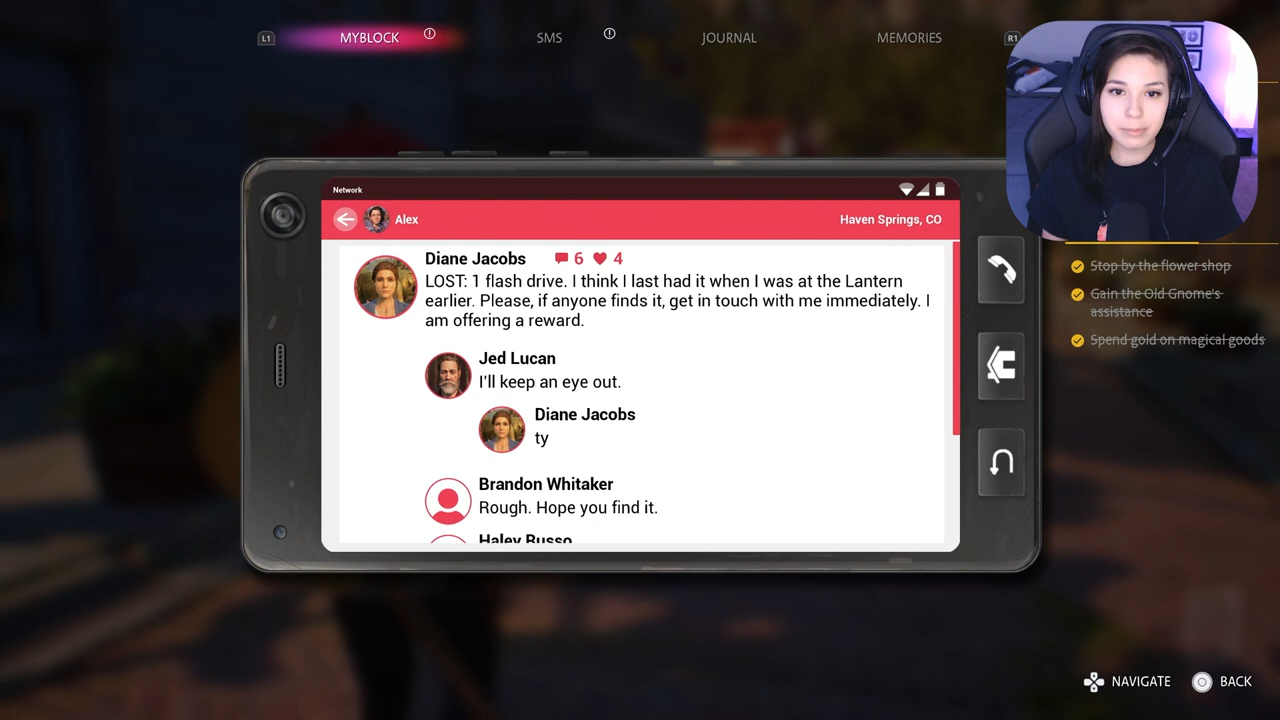 L1
MYBLOCK
SMS
JOURNAL
MEMORIES
R1
Network
Alex
Haven Springs, CO
Diane Jacobs 6 4
LOST: 1 flash drive. I think I last had it when I was at the Lantern
earlier. Please, if anyone finds it, get in touch with me immediately. I
am offering a reward.
Jed Lucan
I'll keep an eye out.
Diane Jacobs
ty
Brandon Whitaker
Rough. Hope you find it.
Haley Russo
Stop by the flower shop
Gain the Old Gnome's
assistance
Spend gold on magical goods
NAVIGATE
BACK